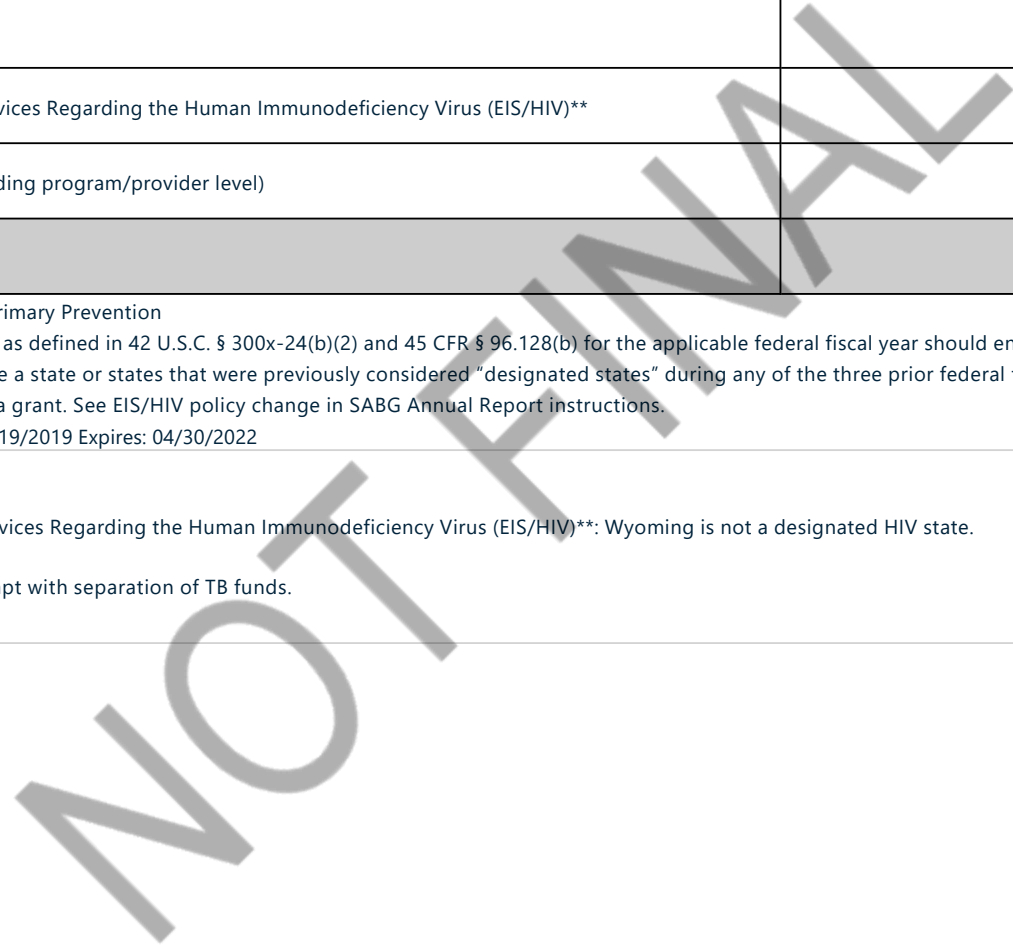 vices Regarding the Human Immunodeficiency Virus (EIS/HIV)**
ding program/provider level)
rimary Prevention
as defined in 42 U.S.C. § 300x-24(b)(2) and 45 CFR § 96.128(b) for the applicable federal fiscal year should en
e a state or states that were previously considered “designated states” during any of the three prior federal
a grant. See EIS/HIV policy change in SABG Annual Report instructions.
19/2019 Expires: 04/30/2022
vices Regarding the Human Immunodeficiency Virus (EIS/HIV)**: Wyoming is not a designated HIV state.
pt with separation of TB funds.
NOT FINAL